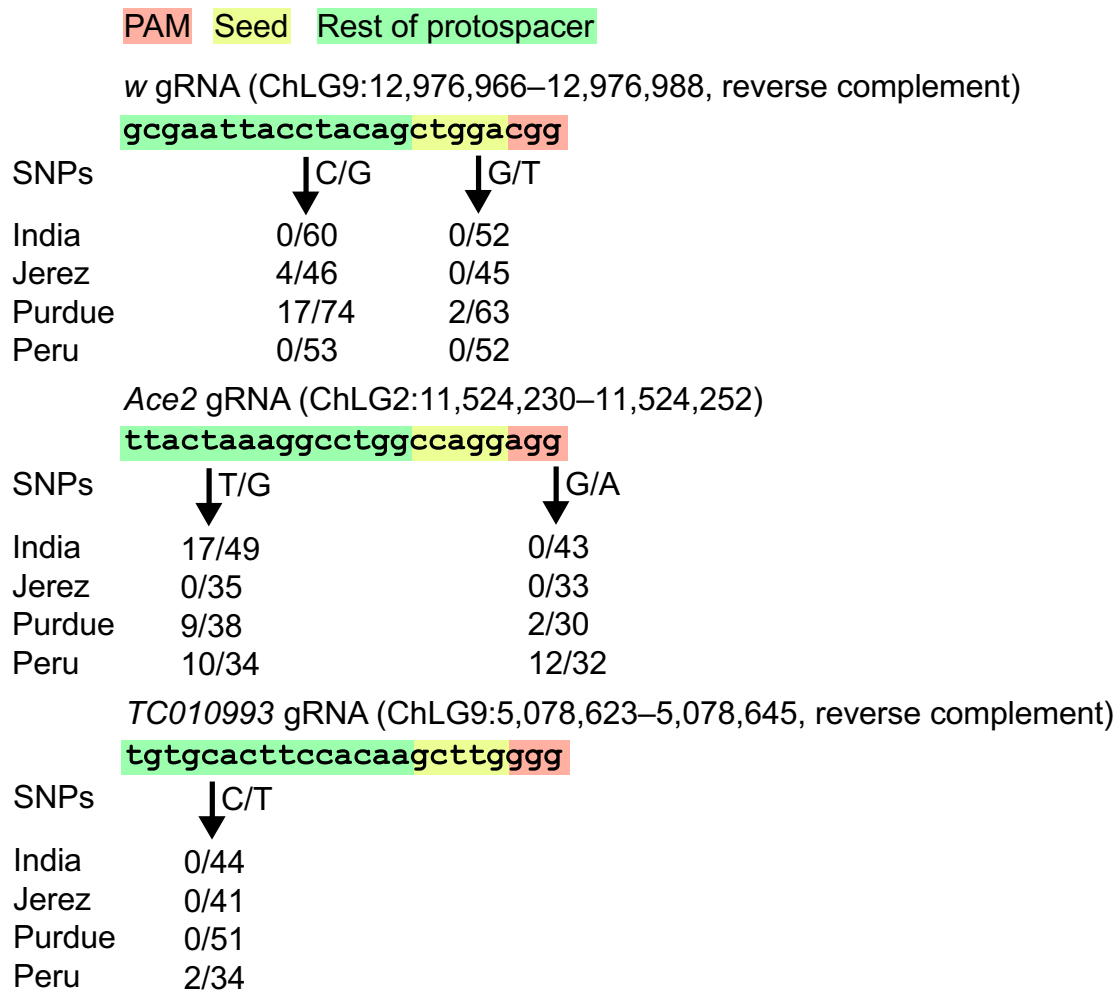 PAM Seed Rest of protospacer
w gRNA (ChLG9:12,976,966–12,976,988, reverse complement)
gcgaattacctacagctggacgg
SNPs C/G G/T
India 0/60 0/52
Jerez 4/46 0/45
Purdue 17/74 2/63
Peru 0/53 0/52
Ace2 gRNA (ChLG2:11,524,230–11,524,252)
ttactaaaggcctggccaggagg
SNPs T/G G/A
India 17/49 0/43
Jerez 0/35 0/33
Purdue 9/38 2/30
Peru 10/34 12/32
TC010993 gRNA (ChLG9:5,078,623–5,078,645, reverse complement)
tgtgcacttccacaagcttgggg
SNPs C/T
India 0/44
Jerez 0/41
Purdue 0/51
Peru 2/34